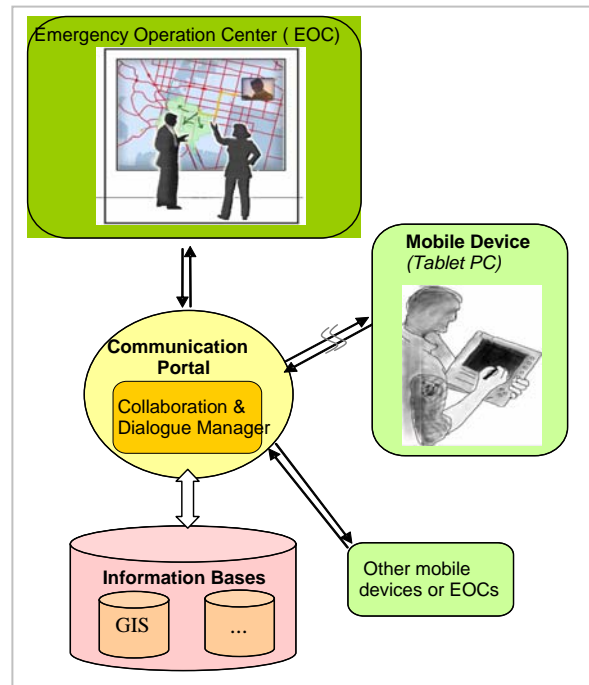 Emergency Operation Center ( EOC)
Mobile Device
(Tablet PC)
Communication
Portal
Collaboration &
Dialogue Manager
Information Bases
GIS
...
Other mobile
devices or EOCs